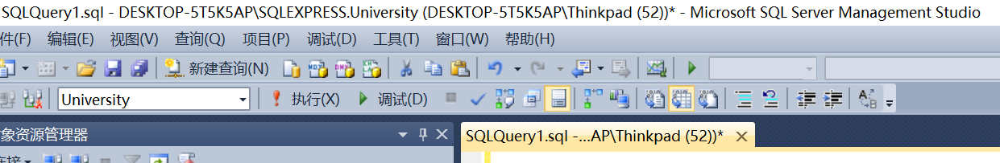 SQLQuery1.sql - DESKTOP-5T5K5AP\SQLEXPRESS.University (DESKTOP-5T5K5AP\Thinkpad (52))* - Microsoft SQL Server Management Studio
件(F) 编辑(E) 视图(V) 查询(Q) 项目(P) 调试(D) 工具(T) 窗口(W) 帮助(H)
新建查询(N)
University 执行(X) 调试(D)
象资源管理器 SQLQuery1.sql -...AP\Thinkpad (52))*